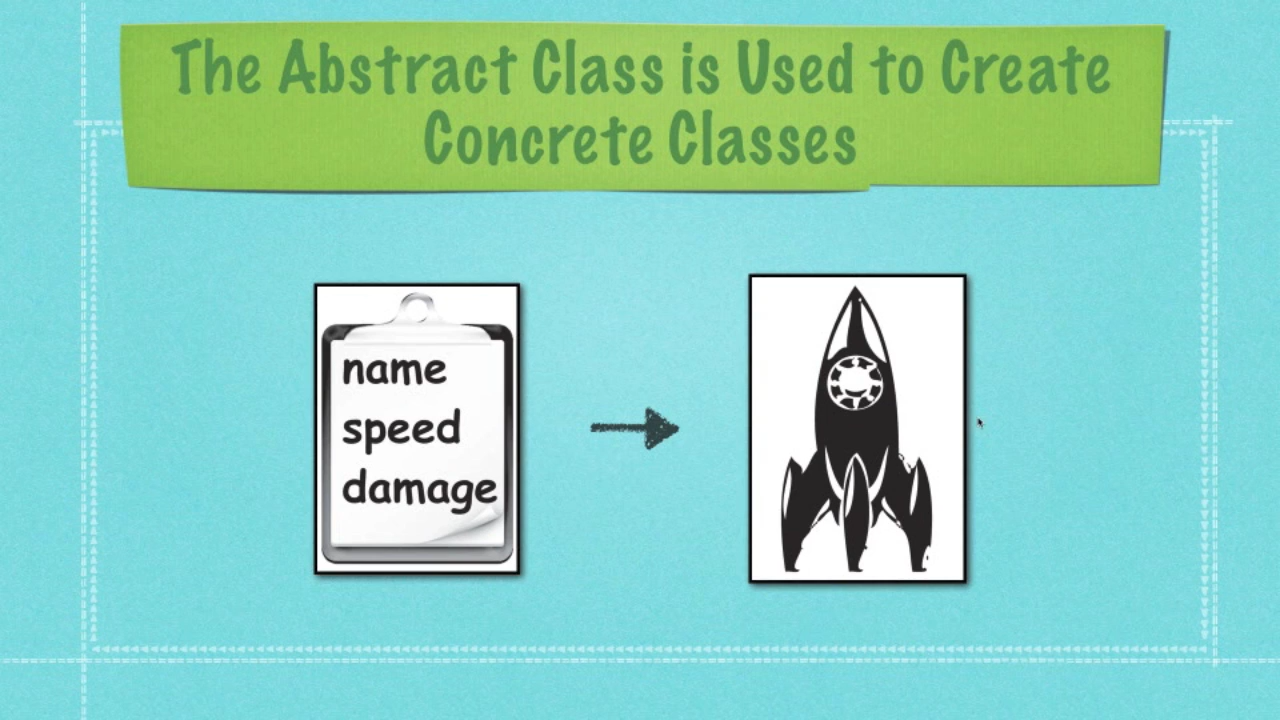 The Abstract Class is Used to Create
Concrete Classes
name
speed
damage